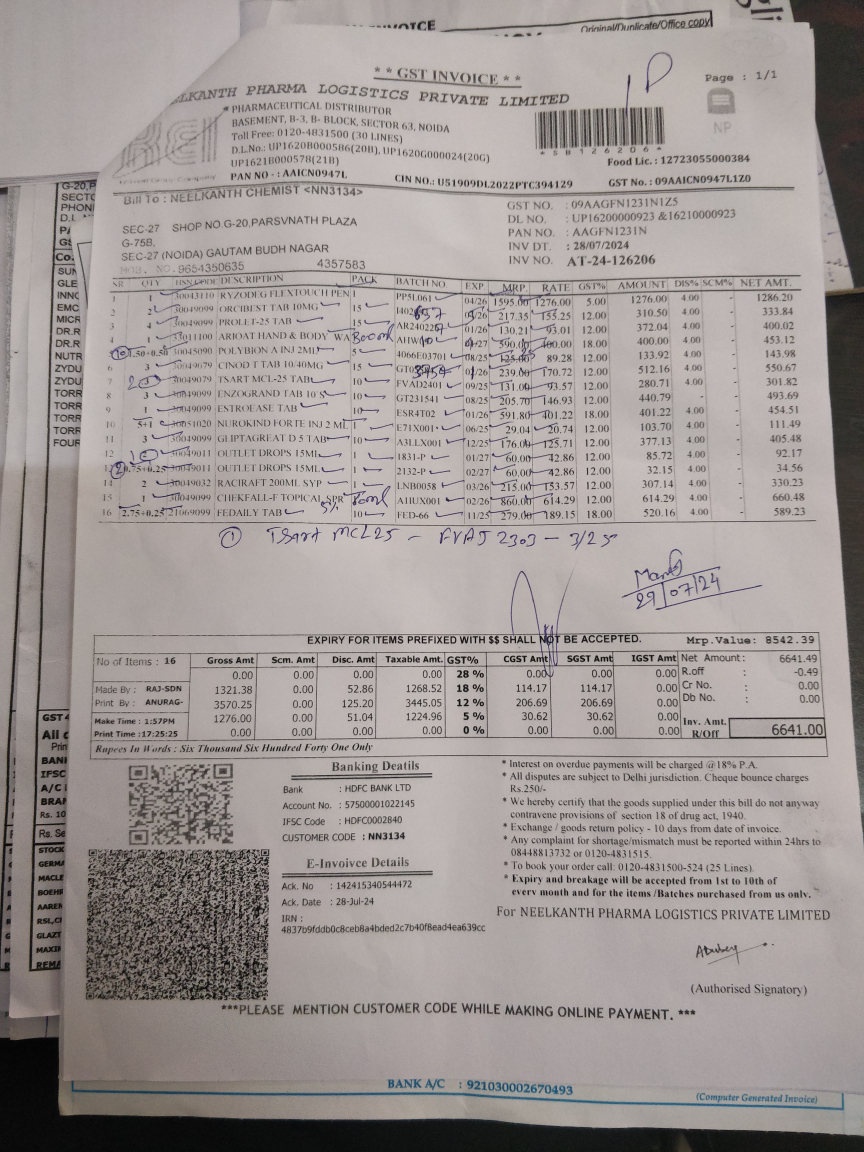 INVOICE
Original/Duplicate/Office copy
** GST INVOICE **
Page : 1/1
ELKANTH PHARMA LOGISTICS PRIVATE LIMITED
* PHARMACEUTICAL DISTRIBUTOR
BASEMENT, B-3, B- BLOCK, SECTOR 63, NOIDA
Toll Free: 0120-4831500 (30 LINES)
D.L.No.: UP1620B000586(20B), UP1620G000024(20G)
UP1621B000578(21B)
PAN NO - : AAICN0947L
CIN NO.: U51909DL2022PTC394129
NP
Food Lic. : 12723055000384
GST No. : 09AAICN0947L1Z0
Bill To : NEELKANTH CHEMIST <NN3134>
SEC-27 SHOP NO.G-20,PARSVNATH PLAZA
G-75B,
SEC-27 (NOIDA) GAUTAM BUDH NAGAR
MOB. NO.9654350635 4357583
GST NO. : 09AAGFN1231N1Z5
DL NO. : UP16200000923 &16210000923
PAN NO. : AAGFN1231N
INV DT. : 28/07/2024
INV NO. AT-24-126206
SR QTY HSN CODE DESCRIPTION PACK BATCH NO. EXP. MRP. RATE GST% AMOUNT DIS% SCM% NET AMT.
1 1 30043110 RYZODEG FLEXTOUCH PEN 1 PP5L061 04/26 1595.00 1276.00 5.00 1276.00 4.00 - 1286.20
2 2 30049099 ORCIBEST TAB 10MG 15 217.35 155.25 12.00 310.50 4.00 - 333.84
3 4 30049099 PROLET-25 TAB 15 01/26 130.21 93.01 12.00 372.04 4.00 - 400.02
4 1 ARIOAT HAND & BODY WA 800ml 590.00 400.00 18.00 400.00 4.00 - 453.12
1.50+0.50 30045090 POLYBION A INJ 2ML 5 4066E03701 08/25 89.28 12.00 133.92 4.00 - 143.98
6 3 30049079 CINOD T TAB 10/40MG 15 239.00 170.72 12.00 512.16 4.00 - 550.67
7 30049079 TSART MCL-25 TAB 10 FVAD2401 09/25 131.00 93.57 12.00 280.71 4.00 - 301.82
8 3 30049099 ENZOGRAND TAB 10'S 10 GT231541 08/25 205.70 146.93 12.00 440.79 - - 493.69
9 1 30049099 ESTROEASE TAB 10 ESR4T02 01/26 591.80 401.22 18.00 401.22 4.00 - 454.51
10 5+1 30051020 NUROKIND FORTE INJ 2 ML 1 E71X001 06/25 29.04 20.74 12.00 103.70 4.00 - 111.49
11 3 30049099 GLIPTAGREAT D 5 TAB 10 A3LLX001 12/25 176.00 125.71 12.00 377.13 4.00 - 405.48
12 30049011 OUTLET DROPS 15ML 1 1831-P 01/27 60.00 42.86 12.00 85.72 4.00 - 92.17
0.75+0.25 30049011 OUTLET DROPS 15ML 1 2132-P 02/27 60.00 42.86 12.00 32.15 4.00 - 34.56
14 2 30049032 RACIRAFT 200ML SYP 1 LNB0058 03/26 215.00 153.57 12.00 307.14 4.00 - 330.23
15 1 30049099 CHEKFALL-F TOPICAL SPR 1 A1IUX001 02/26 860.00 614.29 12.00 614.29 4.00 - 660.48
16 2.75+0.25 21069099 FEDAILY TAB 10 FED-66 11/25 279.00 189.15 18.00 520.16 4.00 - 589.23
① TSart MCL25 - FVAJ 2303 - 3/25
29/07/24
EXPIRY FOR ITEMS PREFIXED WITH $$ SHALL NOT BE ACCEPTED. Mrp.Value: 8542.39
No of Items : 16 Gross Amt Scm. Amt Disc. Amt Taxable Amt. GST% CGST Amt SGST Amt IGST Amt Net Amount : 6641.49
0.00 0.00 0.00 0.00 28 % 0.00 0.00 0.00 R.off : -0.49
Made By : RAJ-SDN 1321.38 0.00 52.86 1268.52 18 % 114.17 114.17 0.00 Cr No. : 0.00
Print By : ANURAG- 3570.25 0.00 125.20 3445.05 12 % 206.69 206.69 0.00 Db No. : 0.00
Make Time : 1:57PM 1276.00 0.00 51.04 1224.96 5 % 30.62 30.62 0.00
Print Time :17:25:25 0.00 0.00 0.00 0.00 0 % 0.00 0.00 0.00 Inv. Amt. R/Off 6641.00
Rupees In Words : Six Thousand Six Hundred Forty One Only
Banking Deatils
Bank : HDFC BANK LTD
Account No. : 57500001022145
IFSC Code : HDFC0002840
CUSTOMER CODE : NN3134
E-Invoivee Details
Ack. No : 142415340544472
Ack. Date : 28-Jul-24
IRN :
4837b9fddb0c8ceb8a4bded2c7b40f8ead4ea639cc
* Interest on overdue payments will be charged @18% P.A.
* All disputes are subject to Delhi jurisdiction. Cheque bounce charges
Rs.250/-
* We hereby certify that the goods supplied under this bill do not anyway
contravene provisions of section 18 of drug act, 1940.
* Exchange / goods return policy - 10 days from date of invoice.
* Any complaint for shortage/mismatch must be reported within 24hrs to
08448813732 or 0120-4831515.
* To book your order call: 0120-4831500-524 (25 Lines).
* Expiry and breakage will be accepted from 1st to 10th of
every month and for the items /Batches purchased from us only.
For NEELKANTH PHARMA LOGISTICS PRIVATE LIMITED
(Authorised Signatory)
***PLEASE MENTION CUSTOMER CODE WHILE MAKING ONLINE PAYMENT. ***
BANK A/C : 921030002670493
(Computer Generated Invoice)